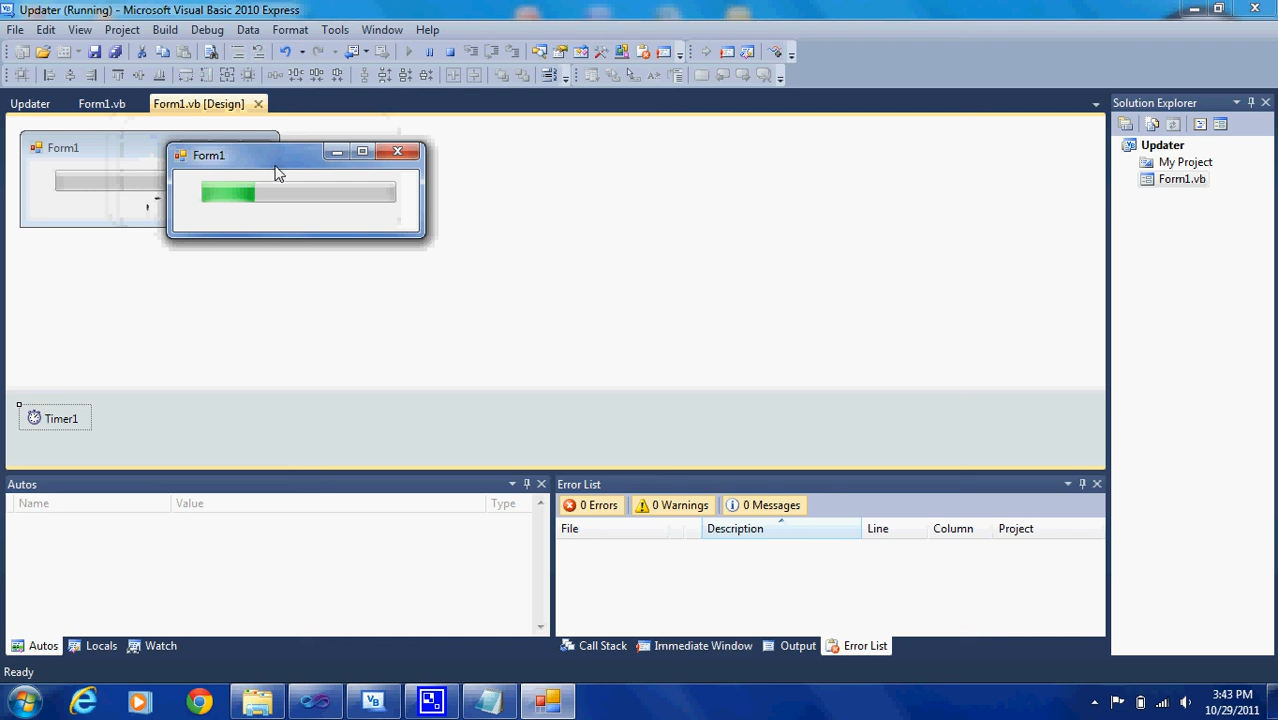 Updater (Running) - Microsoft Visual Basic 2010 Express
File Edit View Project Build Debug Data Format Tools Window Help
Updater Form1.vb Form1.vb [Design]
Solution Explorer
Form1
Form1
Updater
My Project
Form1.vb
Timer1
Autos
Error List
Name Value Type
0 Errors 0 Warnings 0 Messages
File Description Line Column Project
Autos Locals Watch
Call Stack Immediate Window Output Error List
Ready
3:43 PM
10/29/2011